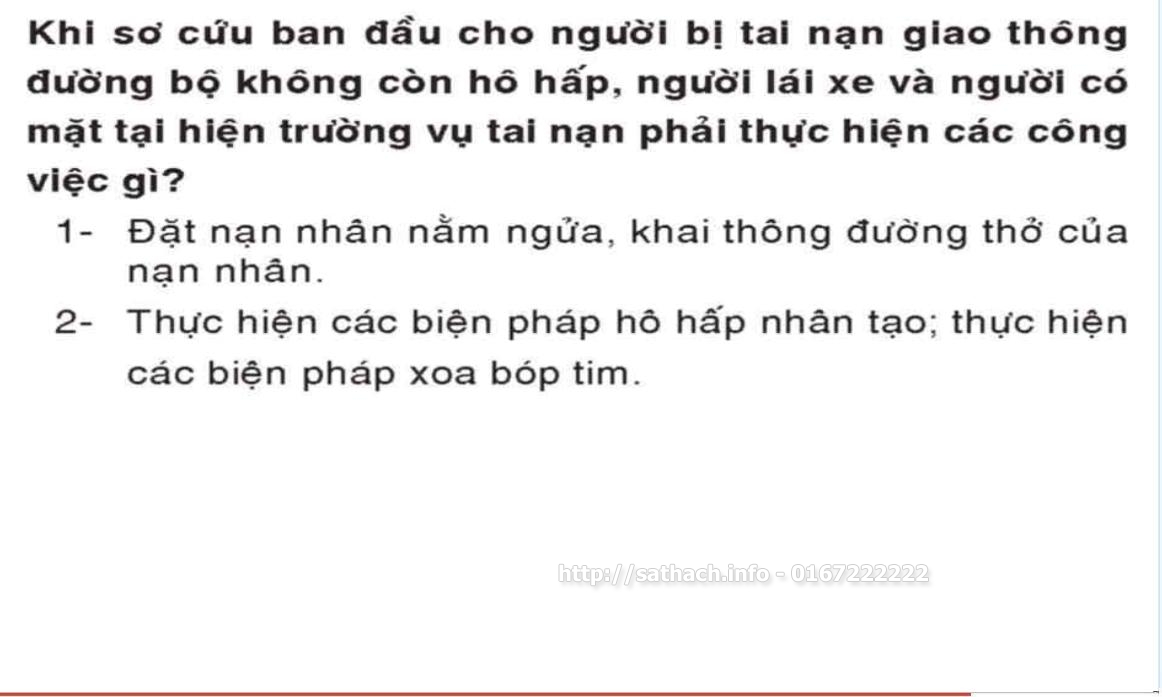 Khi sơ cứu ban đầu cho người bị tai nạn giao thông
đường bộ không còn hô hấp, người lái xe và người có
mặt tại hiện trường vụ tai nạn phải thực hiện các công
việc gì?
1- Đặt nạn nhân nằm ngửa, khai thông đường thở của
nạn nhân.
2- Thực hiện các biện pháp hô hấp nhân tạo; thực hiện
các biện pháp xoa bóp tim.
http://sathach.info - 0167222222